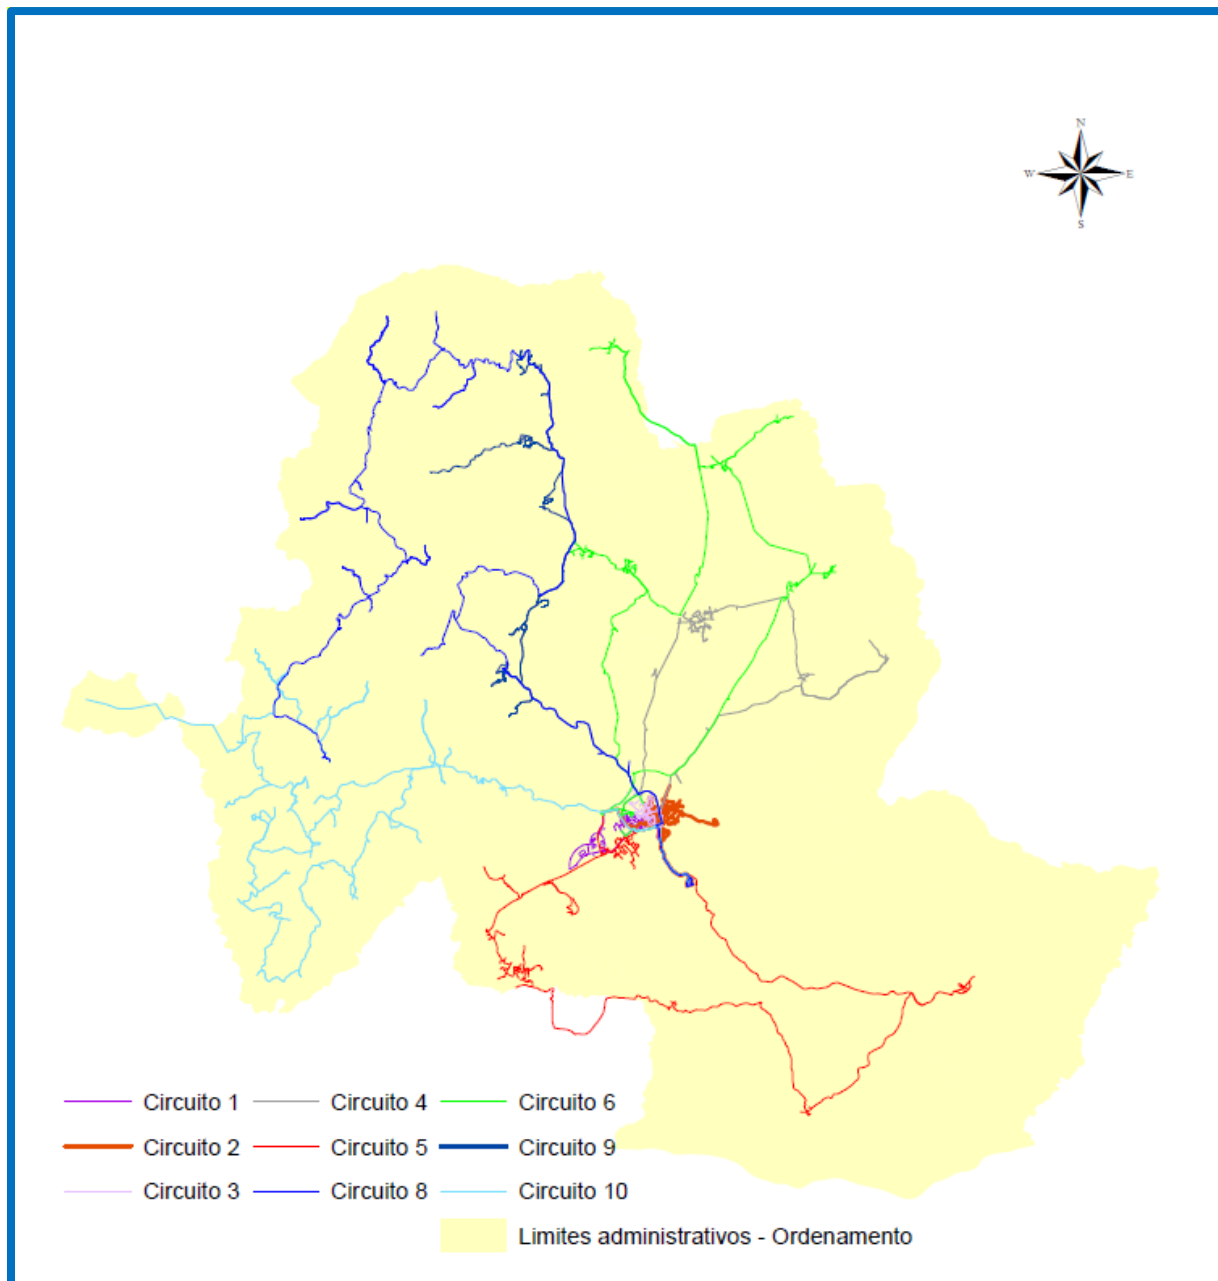 N
W E
S
Circuito 1 Circuito 4 Circuito 6
Circuito 2 Circuito 5 Circuito 9
Circuito 3 Circuito 8 Circuito 10
Limites administrativos - Ordenamento